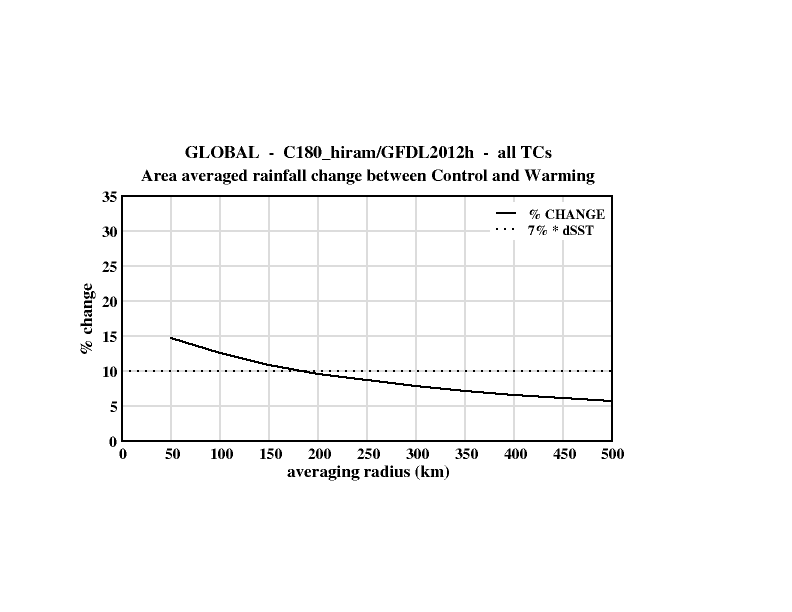 GLOBAL - C180_hiram/GFDL2012h - all TCs
Area averaged rainfall change between Control and Warming
35
30
25
20
15
10
5
0
% change
% CHANGE
7% * dSST
0 50 100 150 200 250 300 350 400 450 500
averaging radius (km)